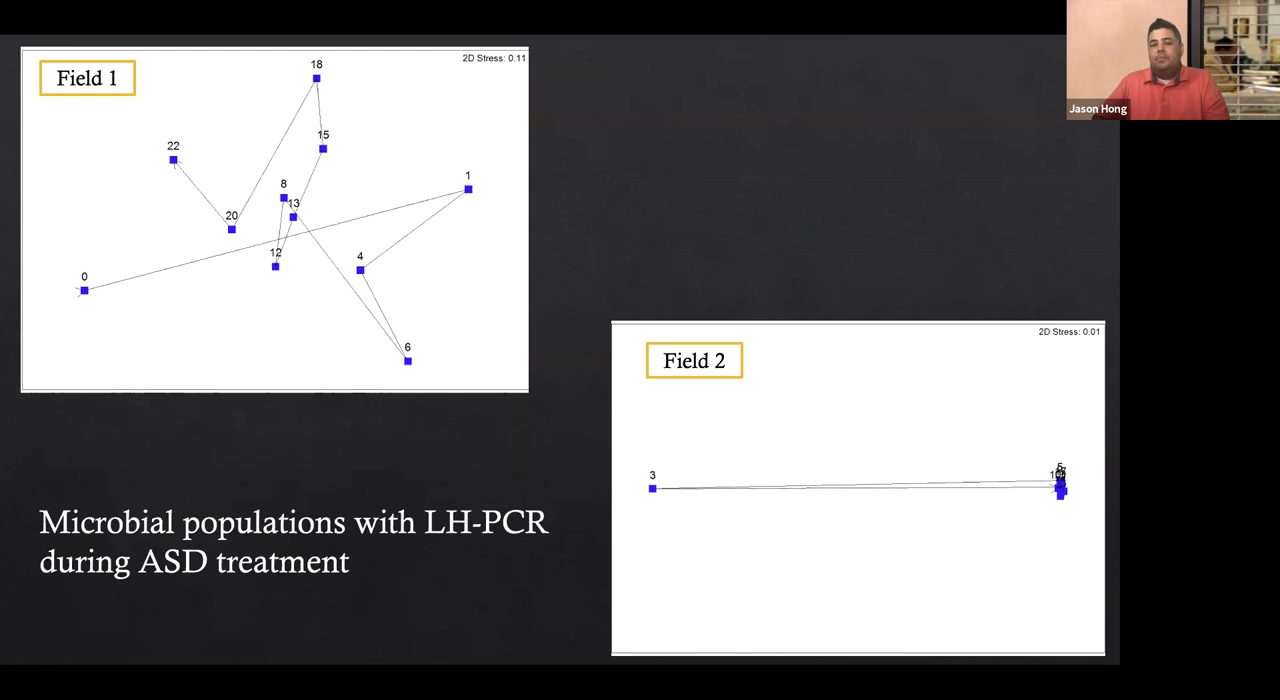 Field 1
2D Stress: 0.11
18
15
22
1
8
13
20
12
4
0
6
Jason Hong
Field 2
2D Stress: 0.01
3
5
Microbial populations with LH-PCR
during ASD treatment